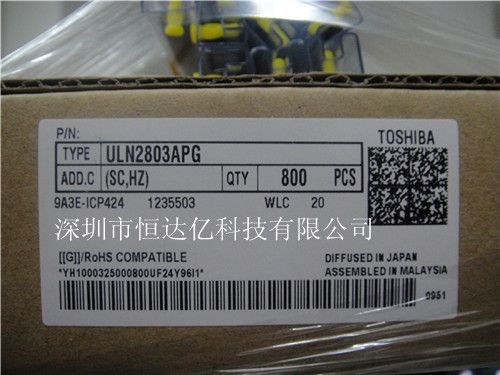 P/N:
TOSHIBA
TYPE ULN2803APG
ADD.C (SC,HZ) QTY 800 PCS
9A3E-ICP424 1235503 WLC 20
深圳市恒达亿科技有限公司
[[G]]/RoHS COMPATIBLE
DIFFUSED IN JAPAN
*YH1000325000800UF24Y96I1*
ASSEMBLED IN MALAYSIA
0951